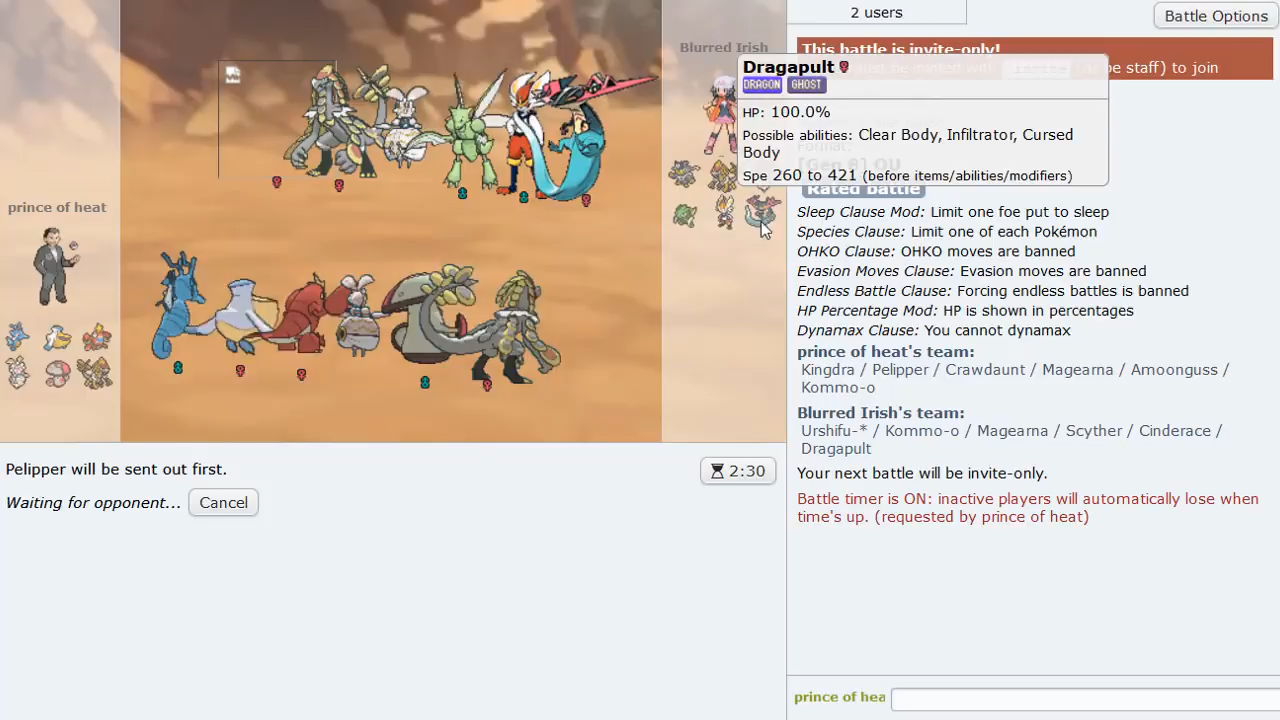 2 users
Battle Options
This battle is invite-only!
be staff) to join
Blurred Irish
Dragapult
DRAGON GHOST
HP: 100.0%
Possible abilities: Clear Body, Infiltrator, Cursed
Body
Spe 260 to 421 (before items/abilities/modifiers)
Rated battle
prince of heat
Sleep Clause Mod: Limit one foe put to sleep
Species Clause: Limit one of each Pokémon
OHKO Clause: OHKO moves are banned
Evasion Moves Clause: Evasion moves are banned
Endless Battle Clause: Forcing endless battles is banned
HP Percentage Mod: HP is shown in percentages
Dynamax Clause: You cannot dynamax
prince of heat's team:
Kingdra / Pelipper / Crawdaunt / Magearna / Amoonguss /
Kommo-o
Blurred Irish's team:
Urshifu-* / Kommo-o / Magearna / Scyther / Cinderace /
Dragapult
Your next battle will be invite-only.
Battle timer is ON: inactive players will automatically lose when
time's up. (requested by prince of heat)
Pelipper will be sent out first.
2:30
Waiting for opponent...
Cancel
prince of hea